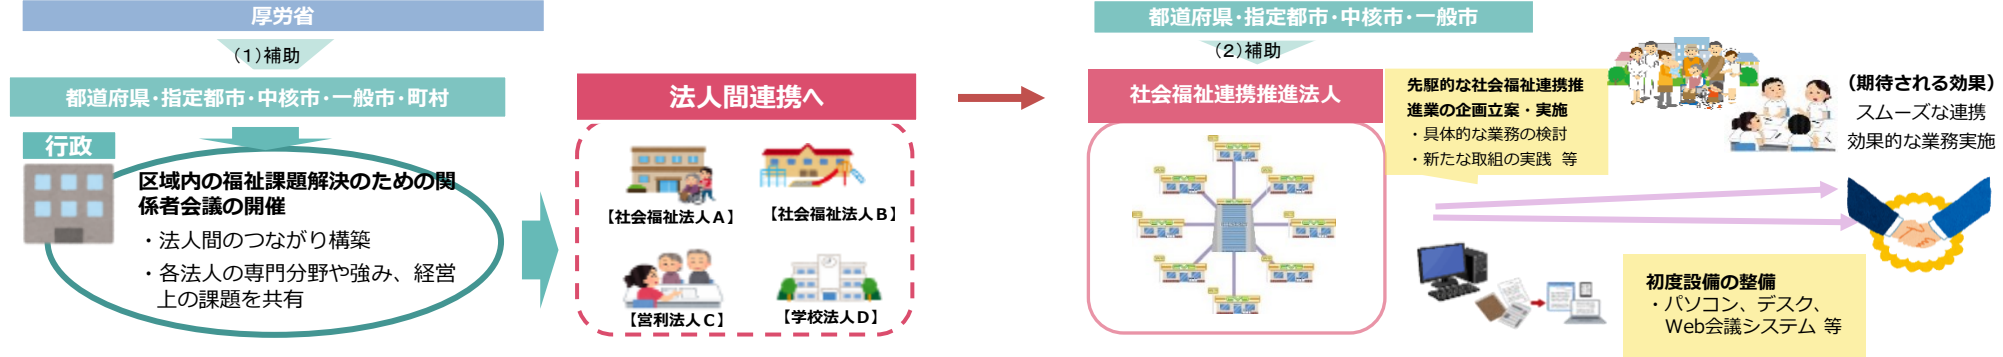 厚労省
（１）補助
都道府県・指定都市・中核市・一般市・町村
行政
区域内の福祉課題解決のための関
係者会議の開催
・法人間のつながり構築
・各法人の専門分野や強み、経営
上の課題を共有
法人間連携へ
【社会福祉法人Ａ】
【社会福祉法人Ｂ】
【営利法人Ｃ】
【学校法人Ｄ】
都道府県・指定都市・中核市・一般市
（２）補助
社会福祉連携推進法人
先駆的な社会福祉連携推
進業の企画立案・実施
・具体的な業務の検討
・新たな取組の実践 等
（期待される効果）
スムーズな連携
効果的な業務実施
初度設備の整備
・パソコン、デスク、
Web会議システム 等